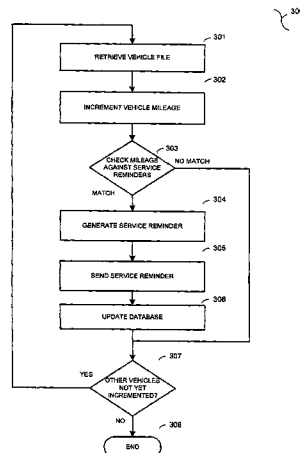 301
RETRIEVE VEHICLE FILE
302
INCREMENT VEHICLE MILEAGE
303
CHECK MILEAGE
AGAINST SERVICE
REMINDERS
NO MATCH
MATCH
304
GENERATE SERVICE REMINDER
305
SEND SERVICE REMINDER
306
UPDATE DATABASE
307
YES
OTHER VEHICLES
NOT YET
INCREMENTED?
NO
308
END